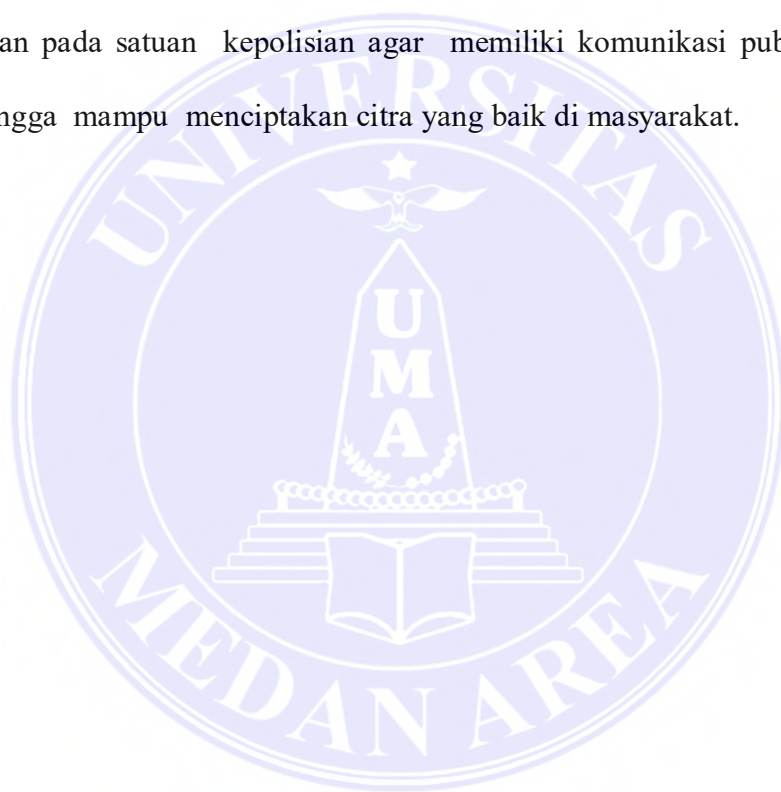 an pada satuan kepolisian agar memiliki komunikasi pub
ngga mampu menciptakan citra yang baik di masyarakat.
UNIVERSITAS
U
M
A
MEDAN AREA